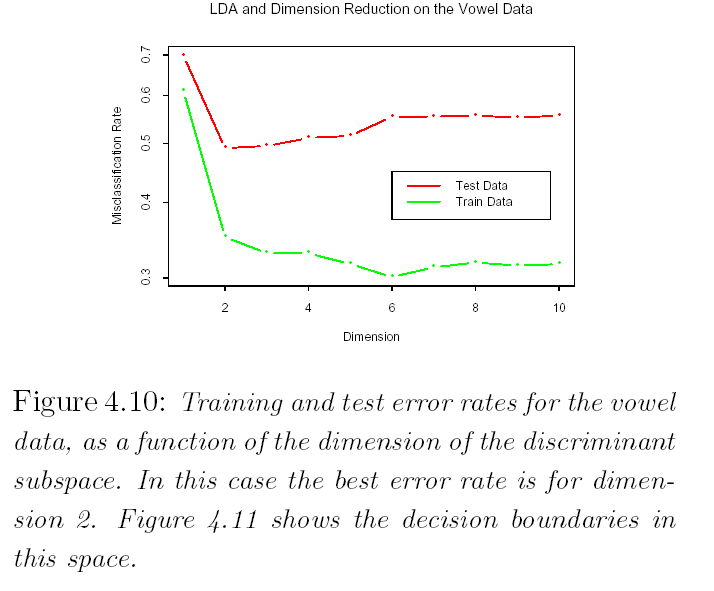 LDA and Dimension Reduction on the Vowel Data
0.7
0.6
0.5
0.4
0.3
Misclassification Rate
Test Data
Train Data
2 4 6 8 10
Dimension
Figure 4.10: Training and test error rates for the vowel
data, as a function of the dimension of the discriminant
subspace. In this case the best error rate is for dimen-
sion 2. Figure 4.11 shows the decision boundaries in
this space.